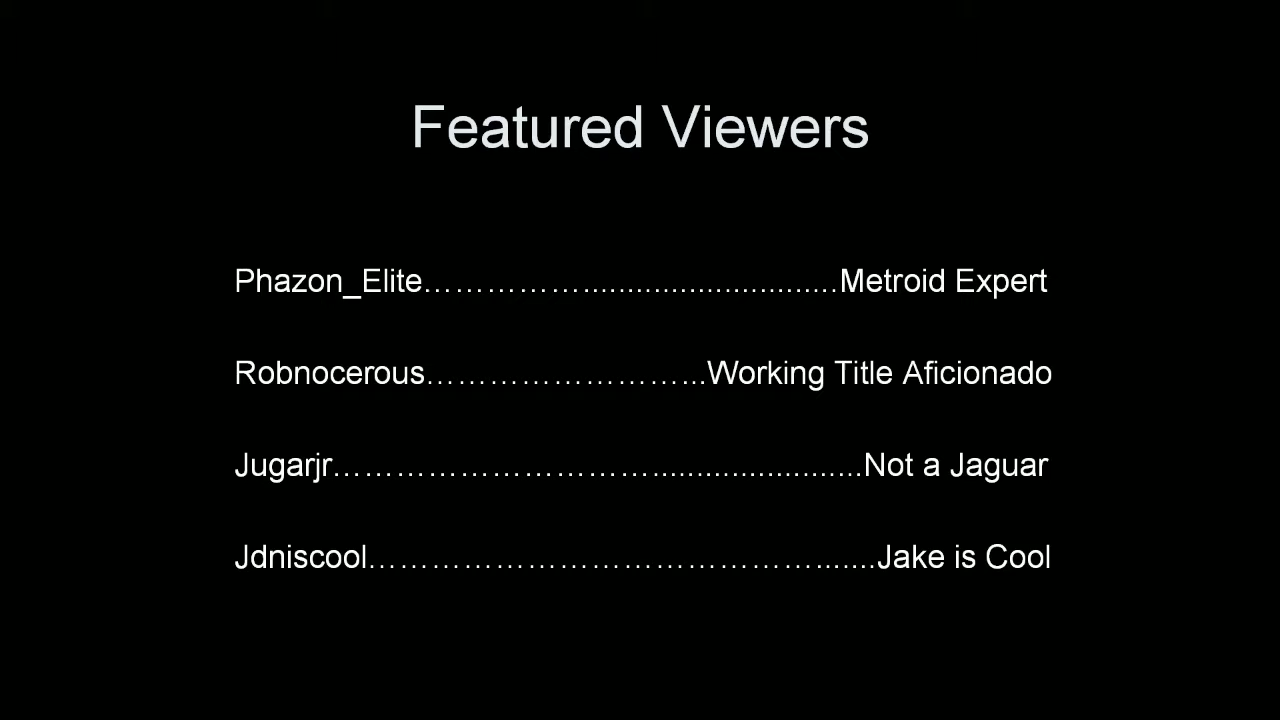 Featured Viewers
Phazon_Elite……………............................Metroid Expert
Robnocerous……………………...Working Title Aficionado
Jugarjr…………………………......................Not a Jaguar
Jdniscool…………………………………….......Jake is Cool